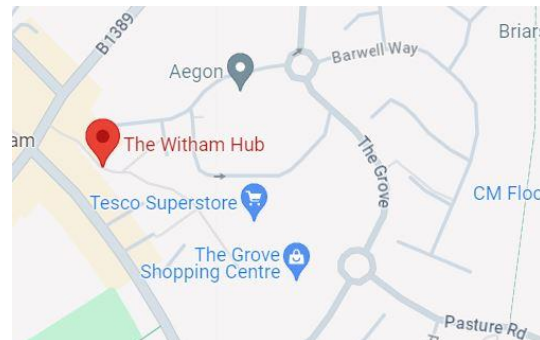 B1389
Briars
Barwell Way
Aegon
am
The Witham Hub
The Grove
Tesco Superstore
CM Floo
The Grove
Shopping Centre
Pasture Rd